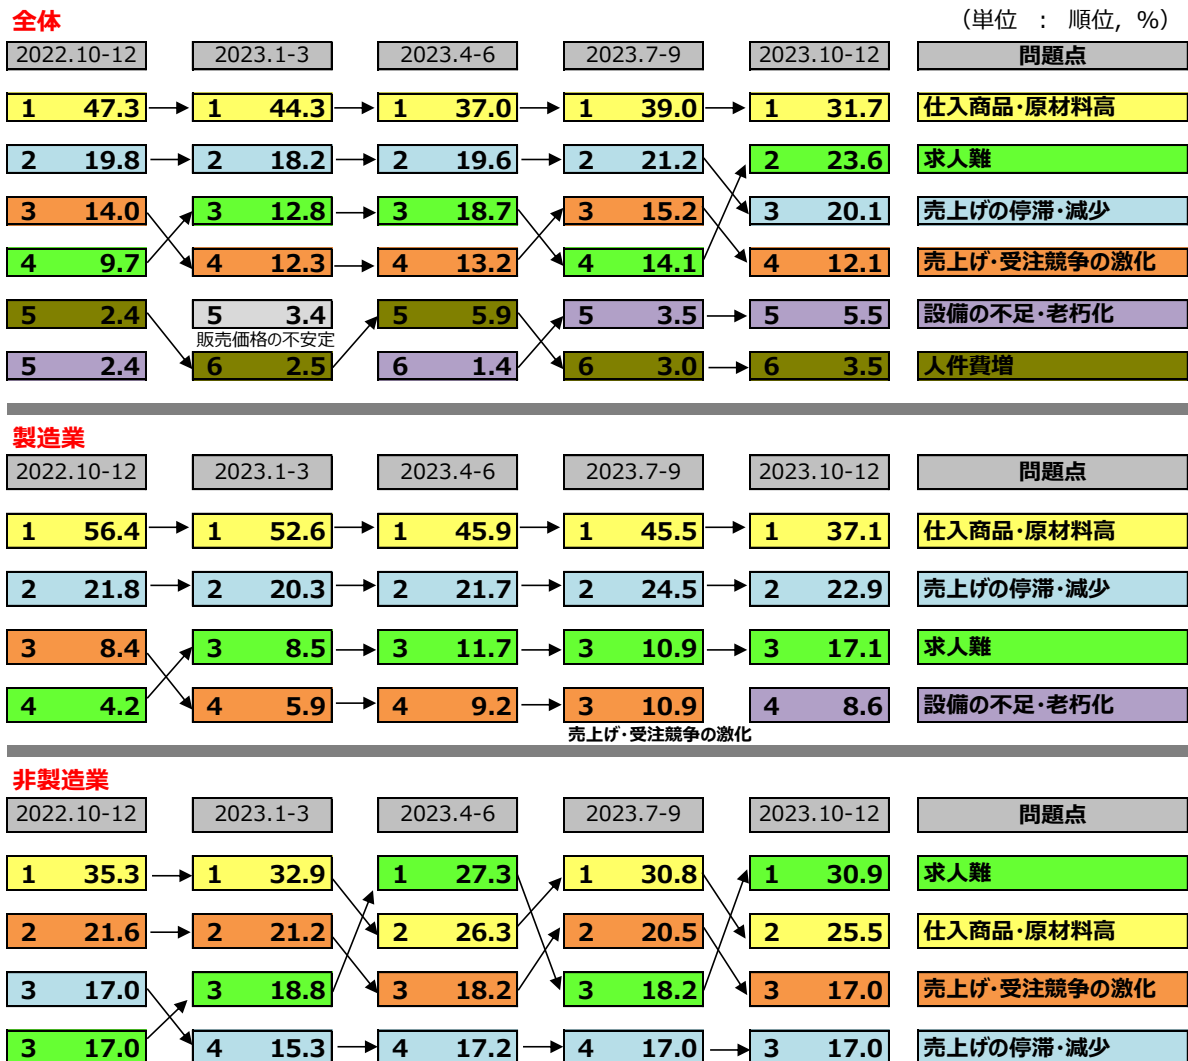 全体 （単位 ： 順位, %）
2022.10-12 2023.1-3 2023.4-6 2023.7-9 2023.10-12 問題点
1 47.3 1 44.3 1 37.0 1 39.0 1 31.7 仕入商品・原材料高
2 19.8 2 18.2 2 19.6 2 21.2 2 23.6 求人難
3 14.0 3 12.8 3 18.7 3 15.2 3 20.1 売上げの停滞・減少
4 9.7 4 12.3 4 13.2 4 14.1 4 12.1 売上げ・受注競争の激化
5 2.4 5 3.4 5 5.9 5 3.5 5 5.5 設備の不足・老朽化
販売価格の不安定
5 2.4 6 2.5 6 1.4 6 3.0 6 3.5 人件費増
製造業
2022.10-12 2023.1-3 2023.4-6 2023.7-9 2023.10-12 問題点
1 56.4 1 52.6 1 45.9 1 45.5 1 37.1 仕入商品・原材料高
2 21.8 2 20.3 2 21.7 2 24.5 2 22.9 売上げの停滞・減少
3 8.4 3 8.5 3 11.7 3 10.9 3 17.1 求人難
4 4.2 4 5.9 4 9.2 3 10.9 4 8.6 設備の不足・老朽化
売上げ・受注競争の激化
非製造業
2022.10-12 2023.1-3 2023.4-6 2023.7-9 2023.10-12 問題点
1 35.3 1 32.9 1 27.3 1 30.8 1 30.9 求人難
2 21.6 2 21.2 2 26.3 2 20.5 2 25.5 仕入商品・原材料高
3 17.0 3 18.8 3 18.2 3 18.2 3 17.0 売上げ・受注競争の激化
3 17.0 4 15.3 4 17.2 4 17.0 3 17.0 売上げの停滞・減少